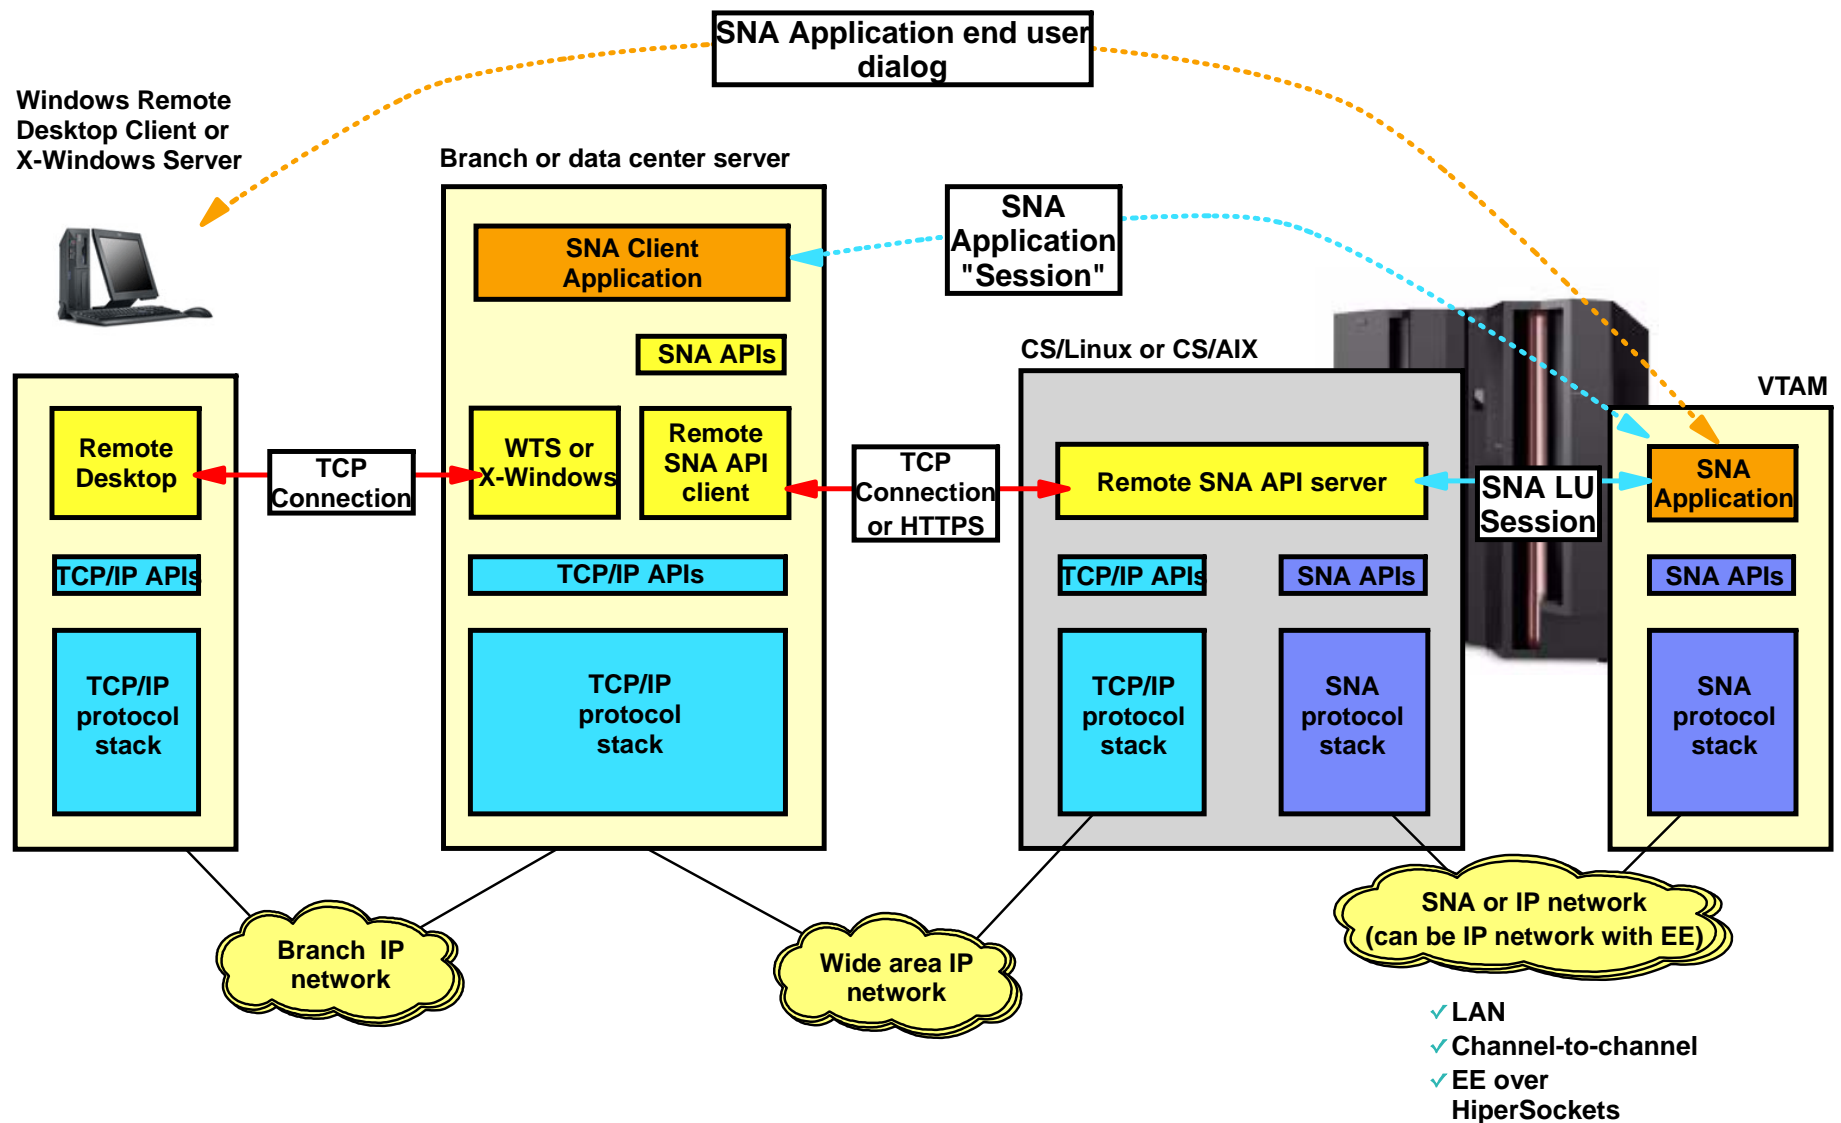 SNA Application end user
dialog
Windows Remote
Desktop Client or
X-Windows Server
Branch or data center server
SNA
Application
"Session"
SNA Client
Application
SNA APIs
CS/Linux or CS/AIX
VTAM
Remote
Desktop
TCP
Connection
WTS or
X-Windows
Remote
SNA API
client
TCP
Connection
or HTTPS
Remote SNA API server
SNA LU
Session
SNA
Application
TCP/IP APIs
TCP/IP APIs
TCP/IP APIs
SNA APIs
SNA APIs
TCP/IP
protocol
stack
TCP/IP
protocol
stack
TCP/IP
protocol
stack
SNA
protocol
stack
SNA
protocol
stack
Branch IP
network
Wide area IP
network
SNA or IP network
(can be IP network with EE)
✓ LAN
✓ Channel-to-channel
✓ EE over
HiperSockets